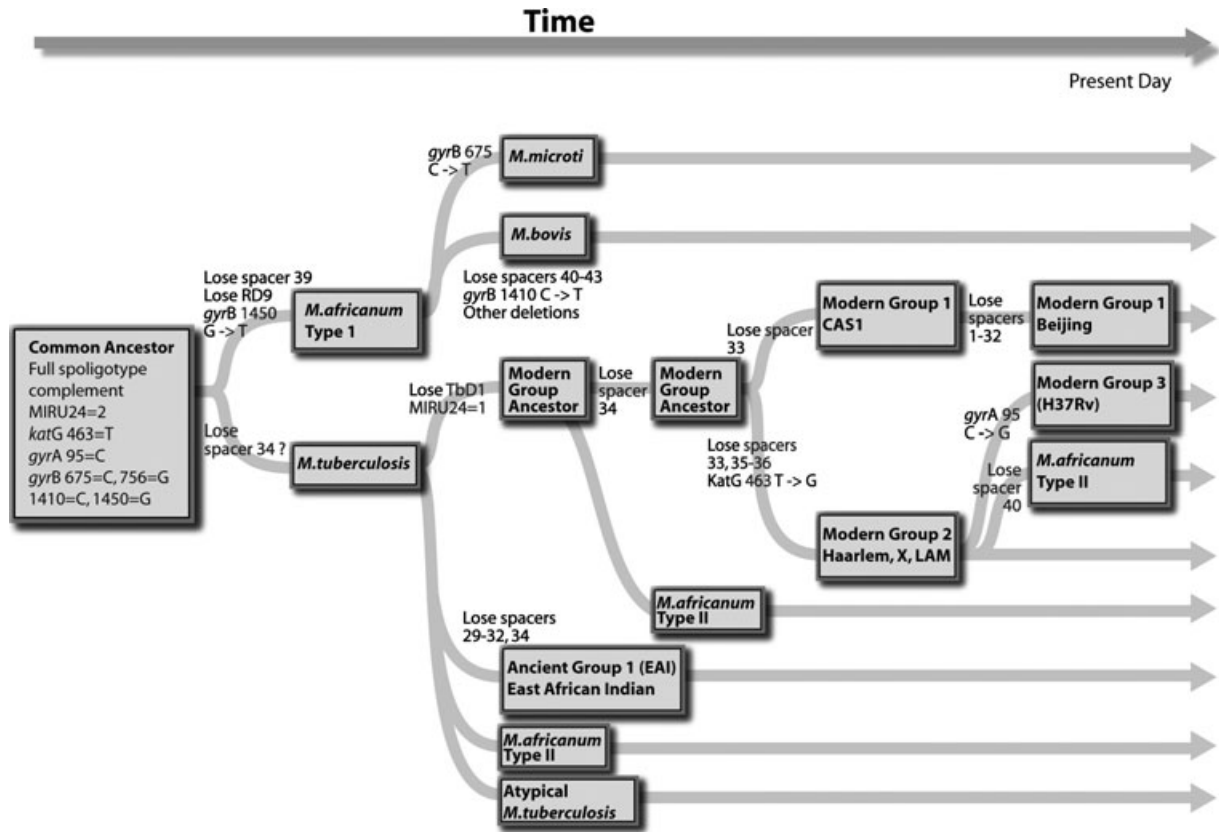 Time
Present Day
gyrB 675
C -> T
M.microti
M.bovis
Lose spacers 40-43
gyrB 1410 C -> T
Other deletions
Lose spacer 39
Lose RD9
gyrB 1450
G -> T
M.africanum
Type 1
Common Ancestor
Full spoligotype
complement
MIRU24=2
katG 463=T
gyrA 95=C
gyrB 675=C, 756=G
1410=C, 1450=G
Lose
spacer 34 ?
M.tuberculosis
Lose TbD1
MIRU24=1
Modern
Group
Ancestor
Lose
spacer
34
Modern
Group
Ancestor
Lose spacer
33
Modern Group 1
CAS1
Lose
spacers
1-32
Modern Group 1
Beijing
Lose spacers
33, 35-36
KatG 463 T -> G
Modern Group 2
Haarlem, X, LAM
gyrA 95
C -> G
Modern Group 3
(H37Rv)
Lose
spacer
40
M.africanum
Type II
M.africanum
Type II
Lose spacers
29-32, 34
Ancient Group 1 (EAI)
East African Indian
M.africanum
Type II
Atypical
M.tuberculosis